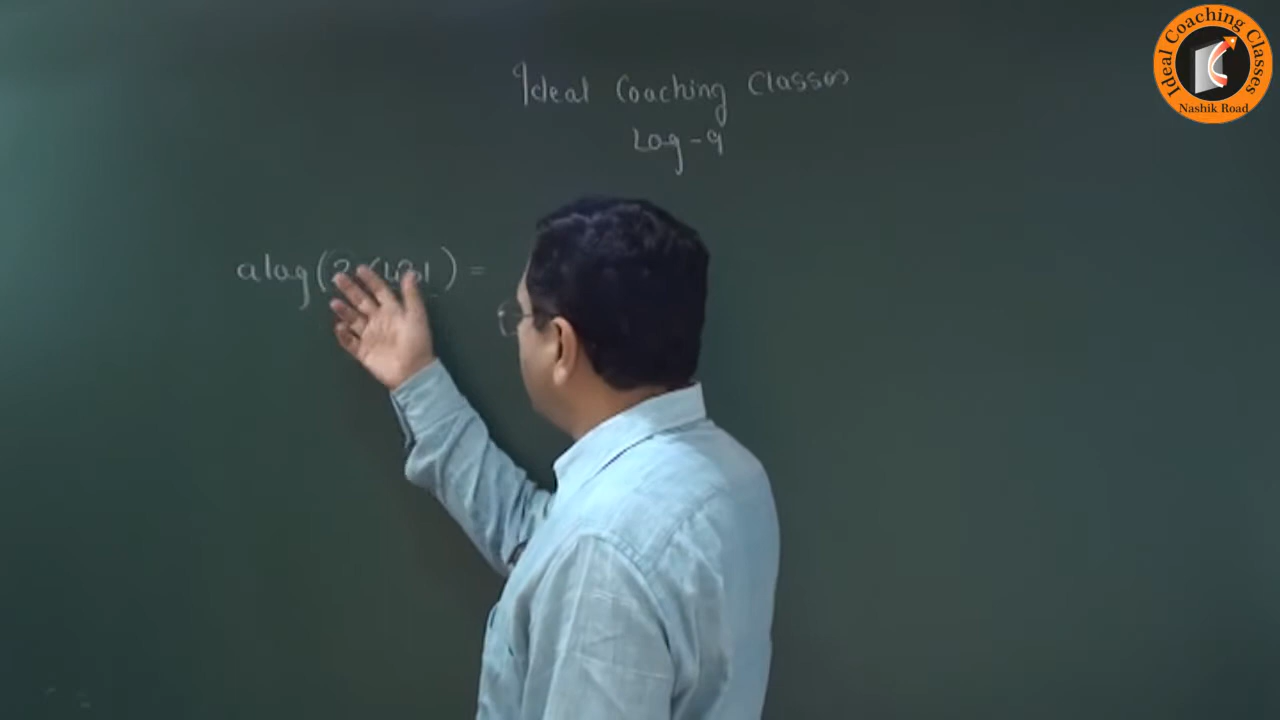 Ideal Coaching Classes
Log - 9
alog( ) =
Ideal Coaching Classes
Nashik Road